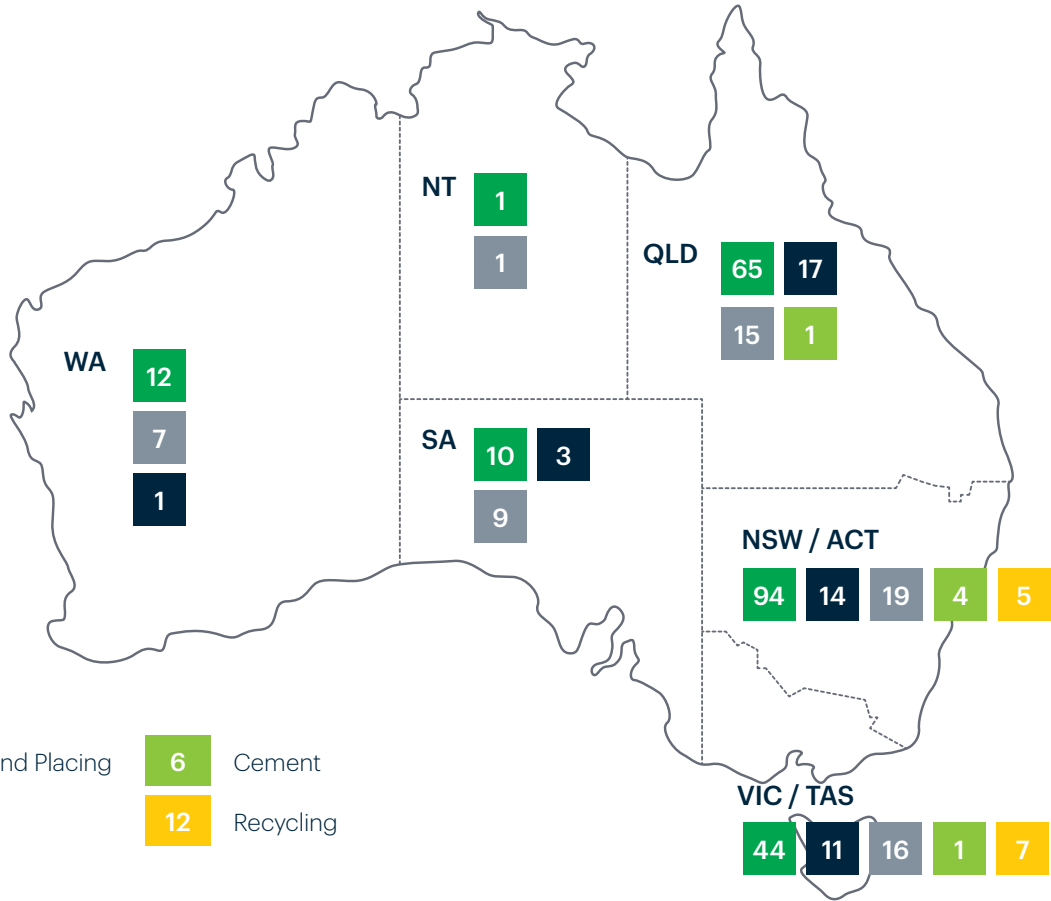 NT
1
1
QLD
65 17
15 1
WA
12
7
1
SA
10 3
9
NSW / ACT
94 14 19 4 5
Placing
6 Cement
12 Recycling
VIC / TAS
44 11 16 1 7